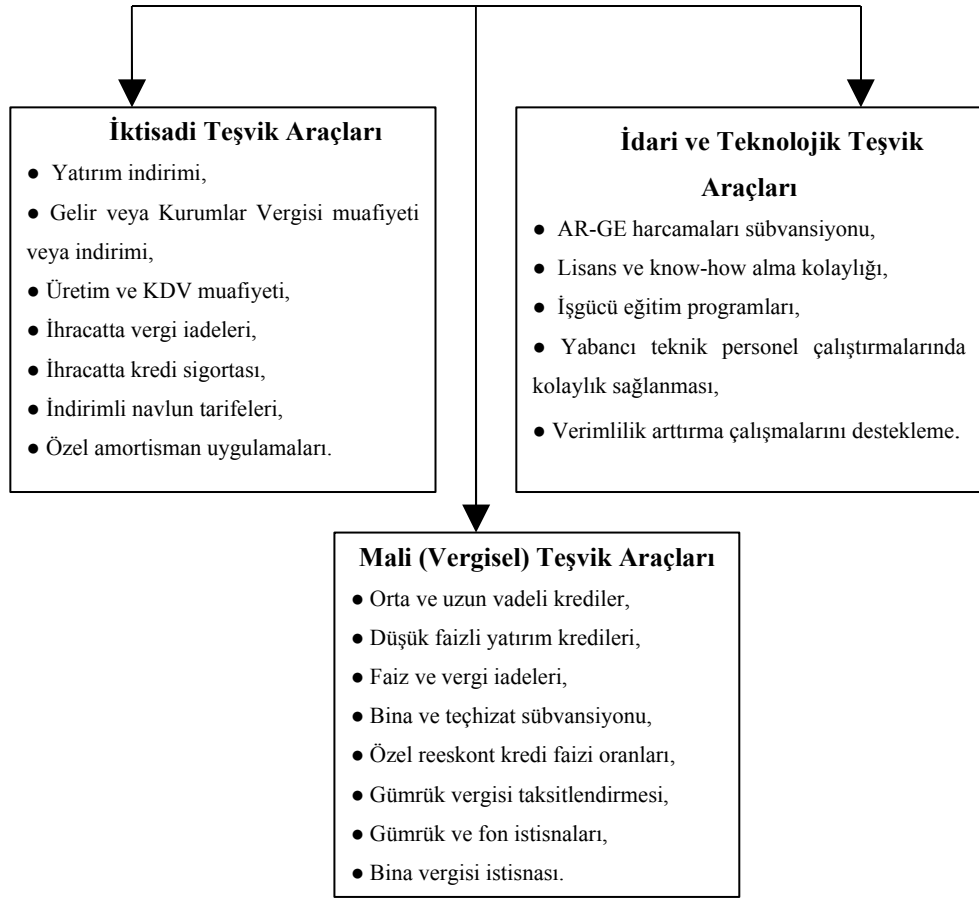 İktisadi Teşvik Araçları
● Yatırım indirimi,
● Gelir veya Kurumlar Vergisi muafiyeti
veya indirimi,
● Üretim ve KDV muafiyeti,
● İhracatta vergi iadeleri,
● İhracatta kredi sigortası,
● İndirimli navlun tarifeleri,
● Özel amortisman uygulamaları.
İdari ve Teknolojik Teşvik
Araçları
● AR-GE harcamaları sübvansiyonu,
● Lisans ve know-how alma kolaylığı,
● İşgücü eğitim programları,
● Yabancı teknik personel çalıştırmalarında
kolaylık sağlanması,
● Verimlilik arttırma çalışmalarını destekleme.
Mali (Vergisel) Teşvik Araçları
● Orta ve uzun vadeli krediler,
● Düşük faizli yatırım kredileri,
● Faiz ve vergi iadeleri,
● Bina ve teçhizat sübvansiyonu,
● Özel reeskont kredi faizi oranları,
● Gümrük vergisi taksitlendirmesi,
● Gümrük ve fon istisnaları,
● Bina vergisi istisnası.